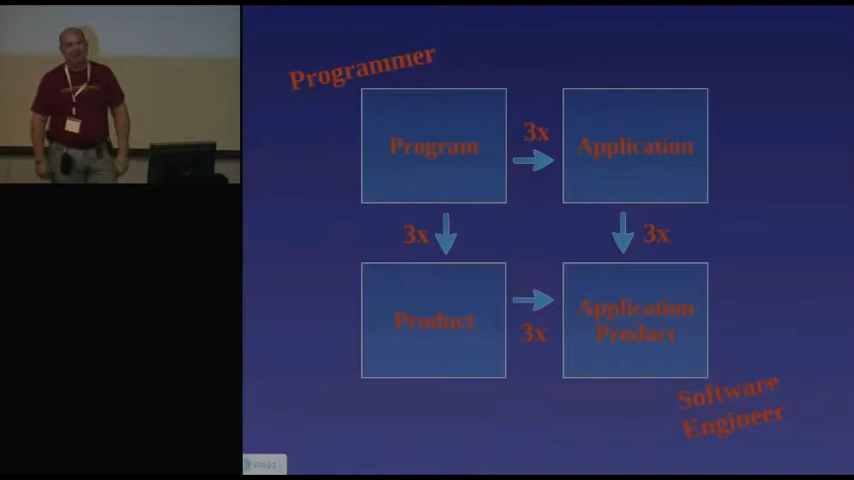 Programmer
Program
3x
Application
3x
3x
Product
3x
Application
Product
Software
Engineer